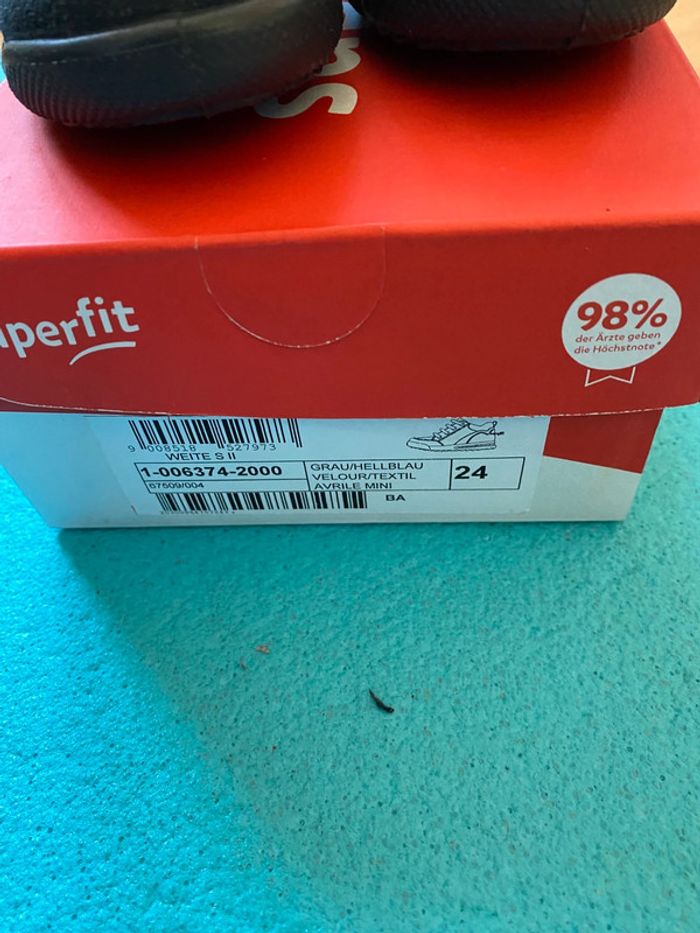 perfit
98%
der Ärzte geben
die Höchstnote*
9 008518 527973
WEITE S II
1-006374-2000
67509/004
GRAU/HELLBLAU
VELOUR/TEXTIL
AVRILE MINI
24
BA